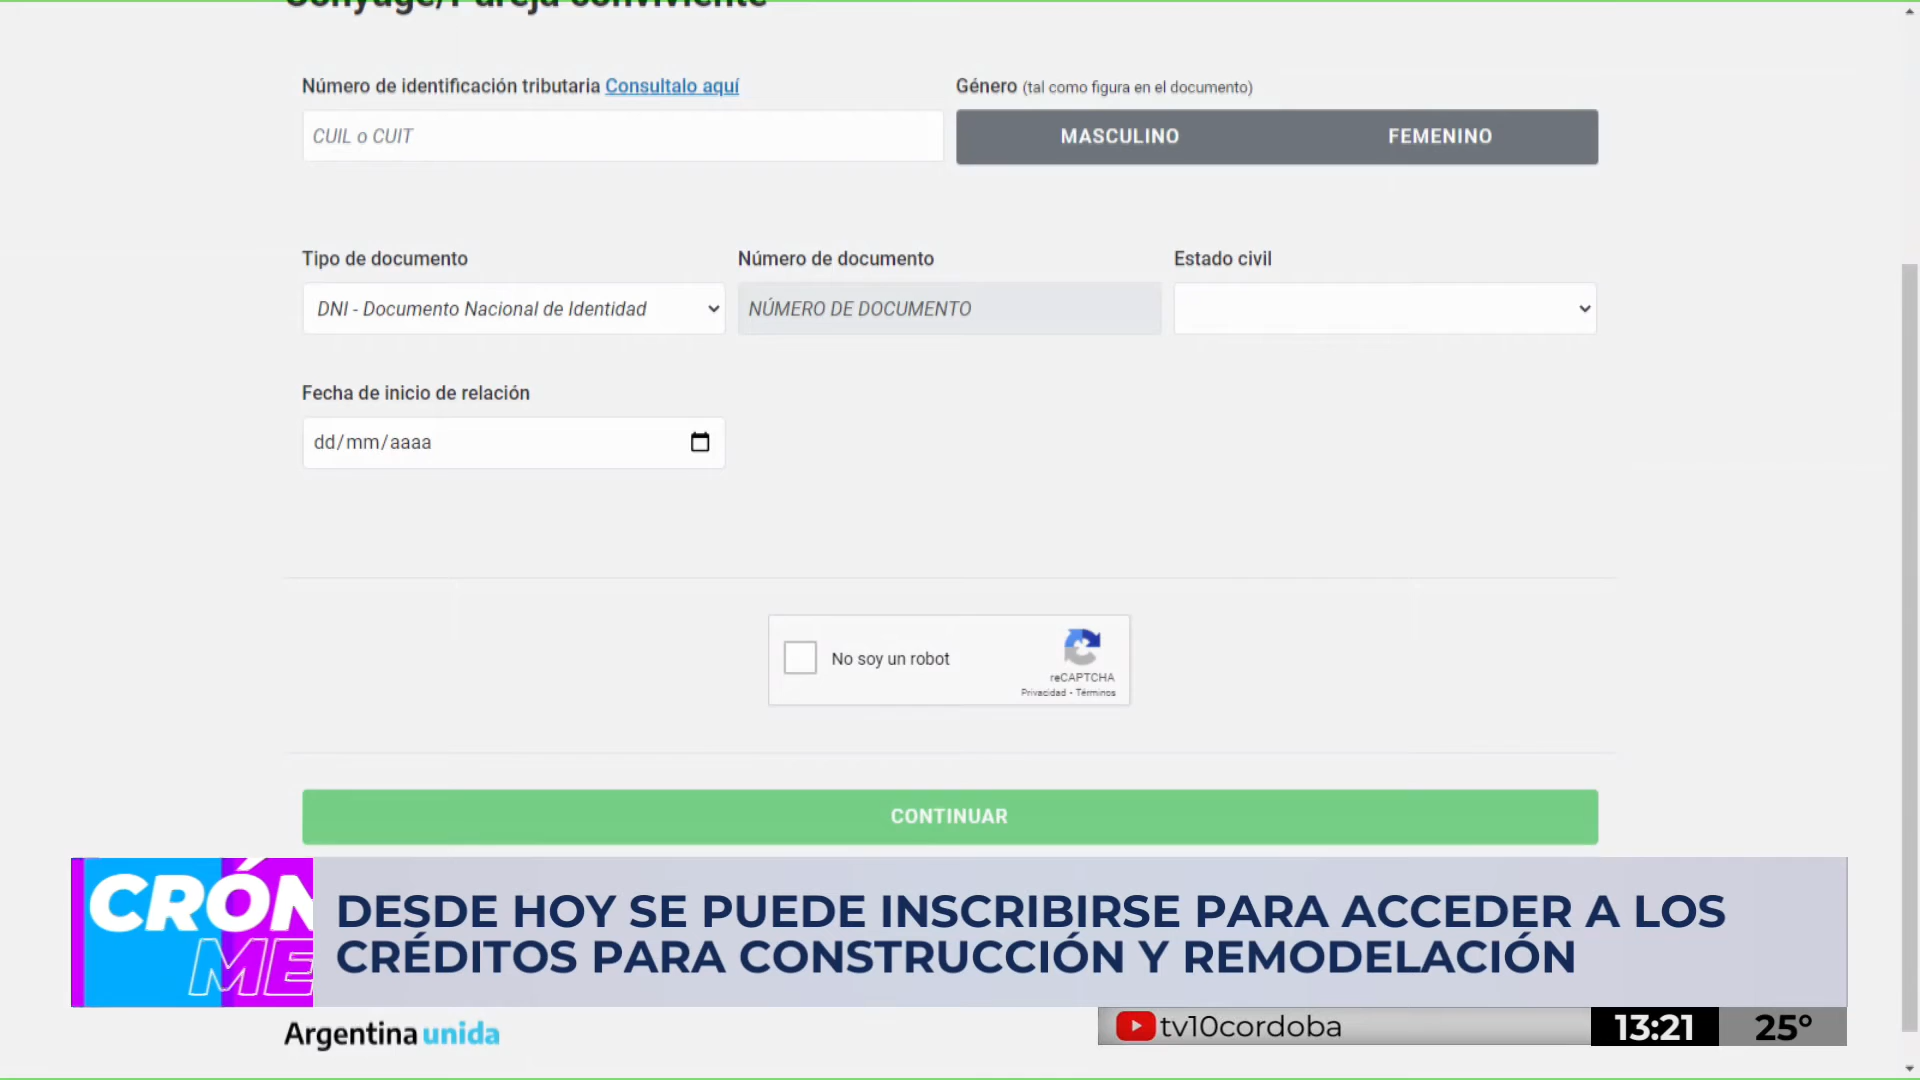 Cónyuge/Pareja conviviente
Número de identificación tributaria Consultalo aquí
Género (tal como figura en el documento)
CUIL o CUIT
MASCULINO
FEMENINO
Tipo de documento
Número de documento
Estado civil
DNI - Documento Nacional de Identidad
NÚMERO DE DOCUMENTO
Fecha de inicio de relación
dd/mm/aaaa
No soy un robot
reCAPTCHA
Privacidad - Términos
CONTINUAR
CRÓN
ME
DESDE HOY SE PUEDE INSCRIBIRSE PARA ACCEDER A LOS
CRÉDITOS PARA CONSTRUCCIÓN Y REMODELACIÓN
Argentina unida
tv10cordoba
13:21
25°